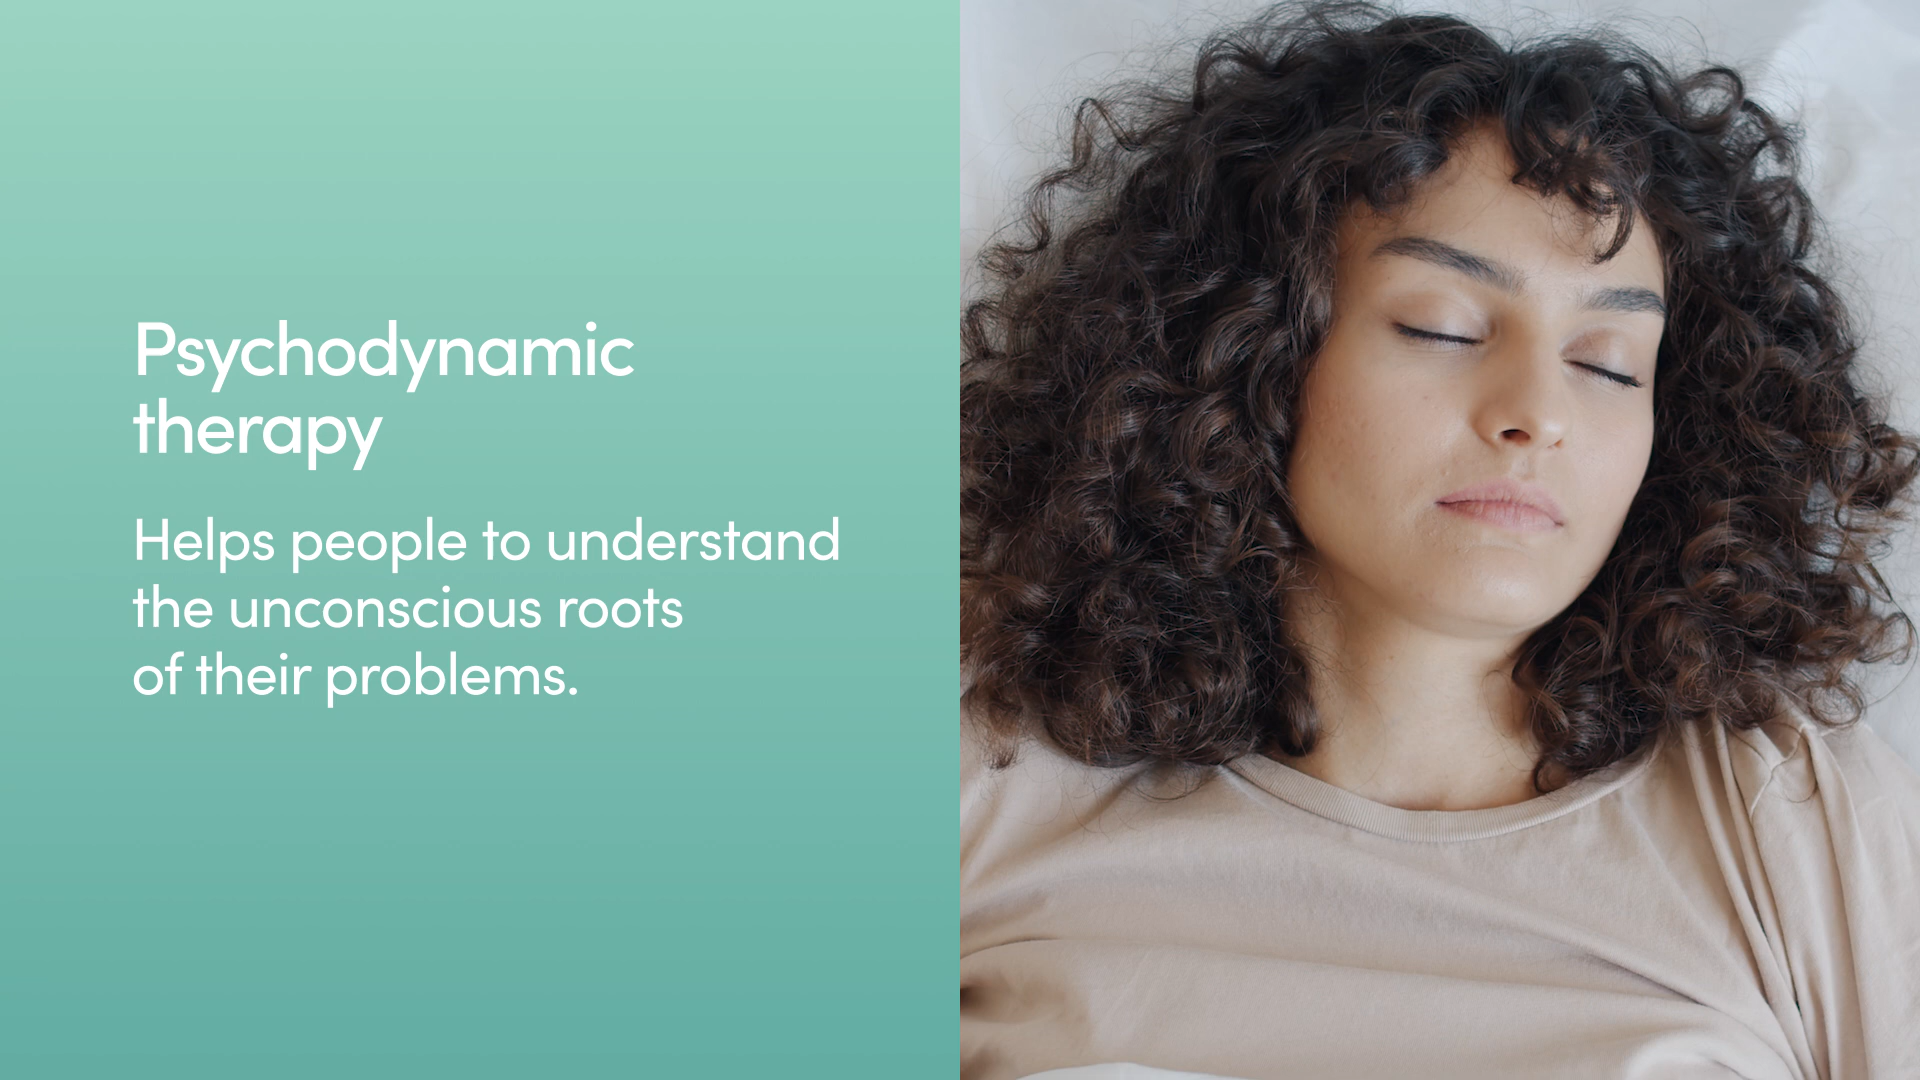 Psychodynamic
therapy
Helps people to understand
the unconscious roots
of their problems.